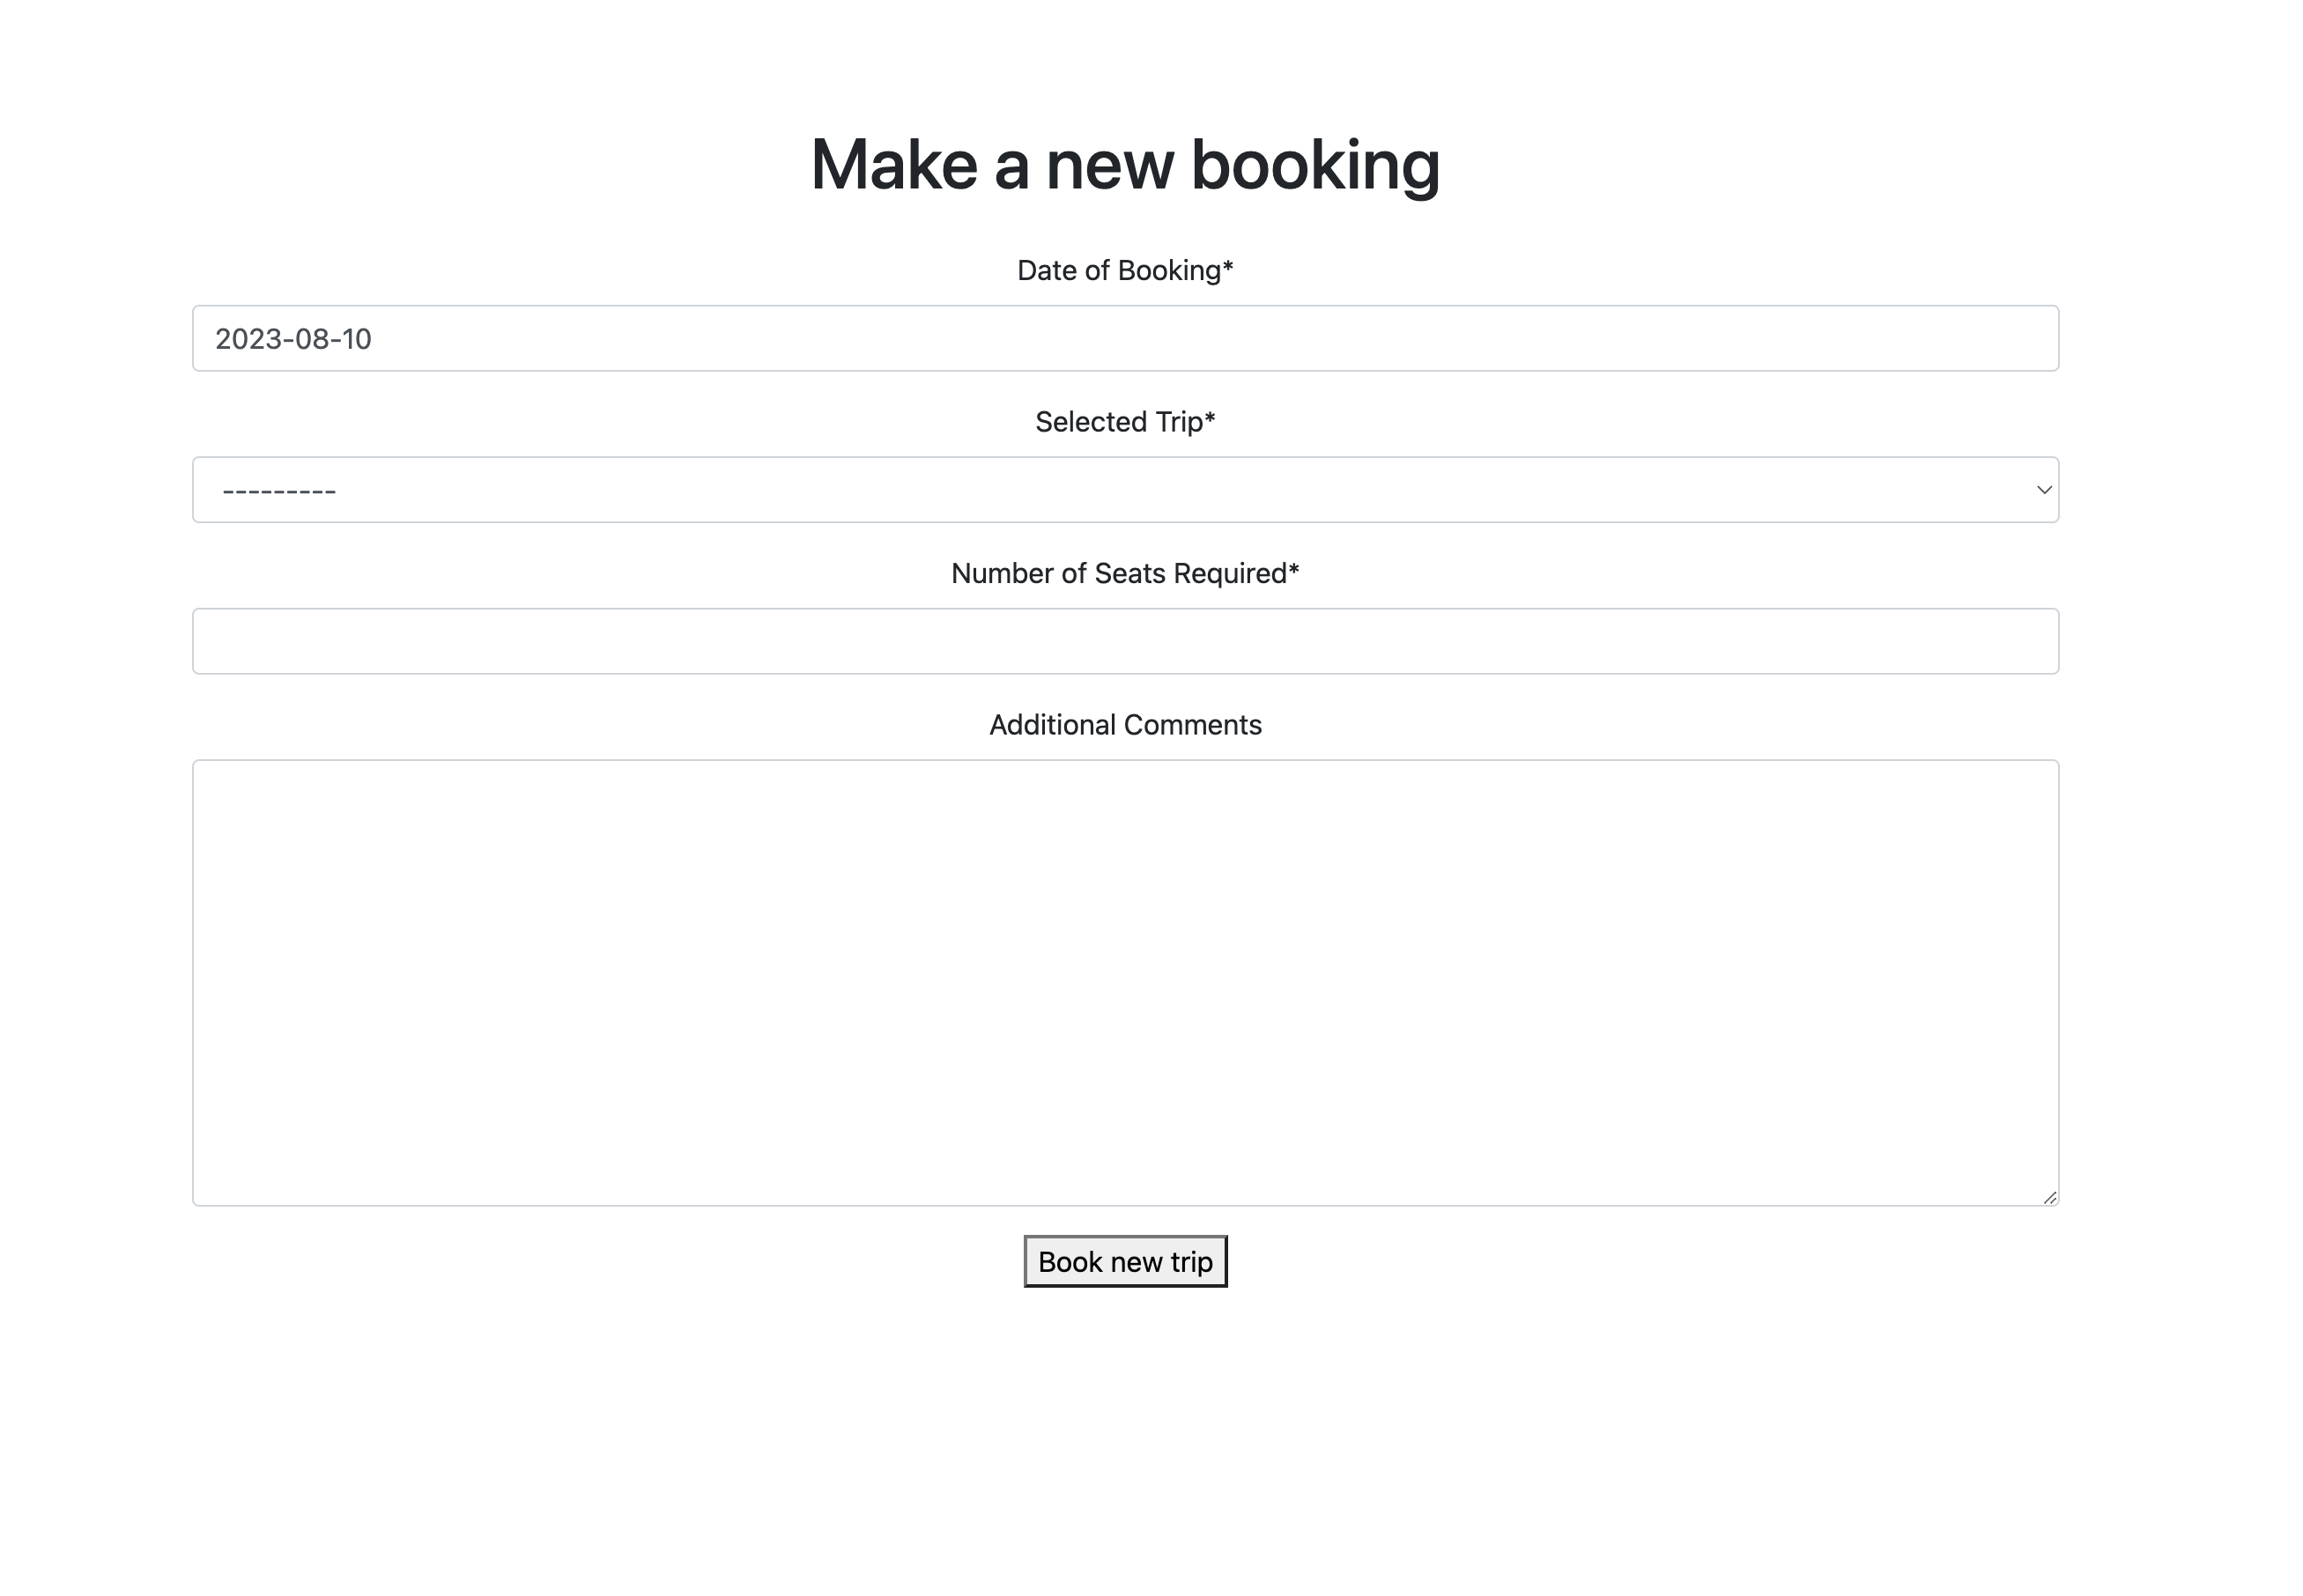 Make a new booking
Date of Booking*
2023-08-10
Selected Trip*
---------
Number of Seats Required*
Additional Comments
Book new trip